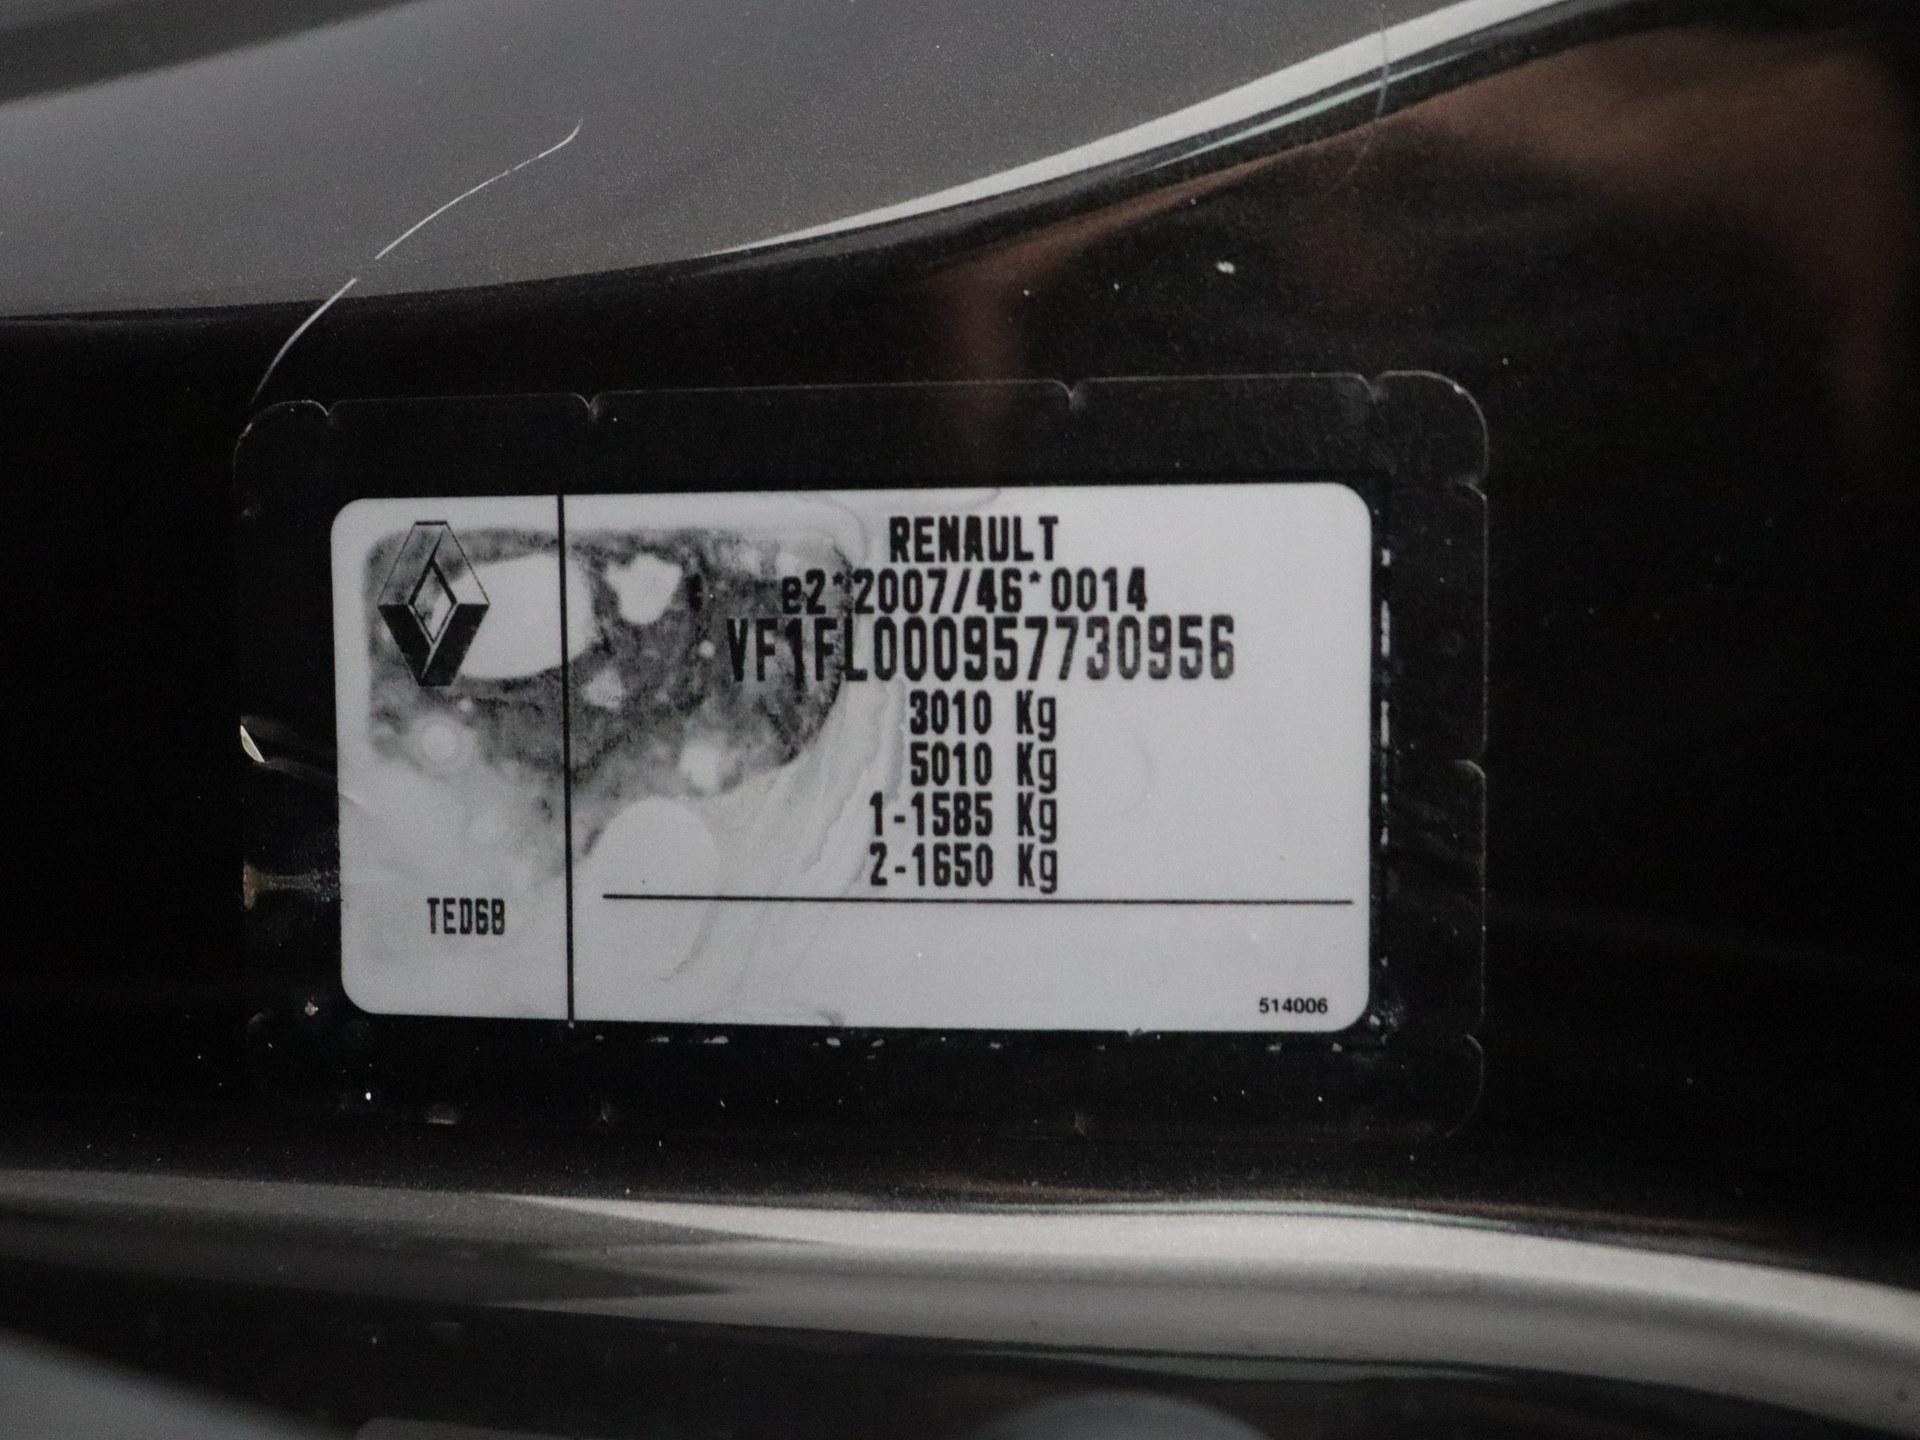 RENAULT
e2*2007/46*0014
VF1FL000957730956
3010 Kg
5010 Kg
1-1585 Kg
2-1650 Kg
TED68
514006